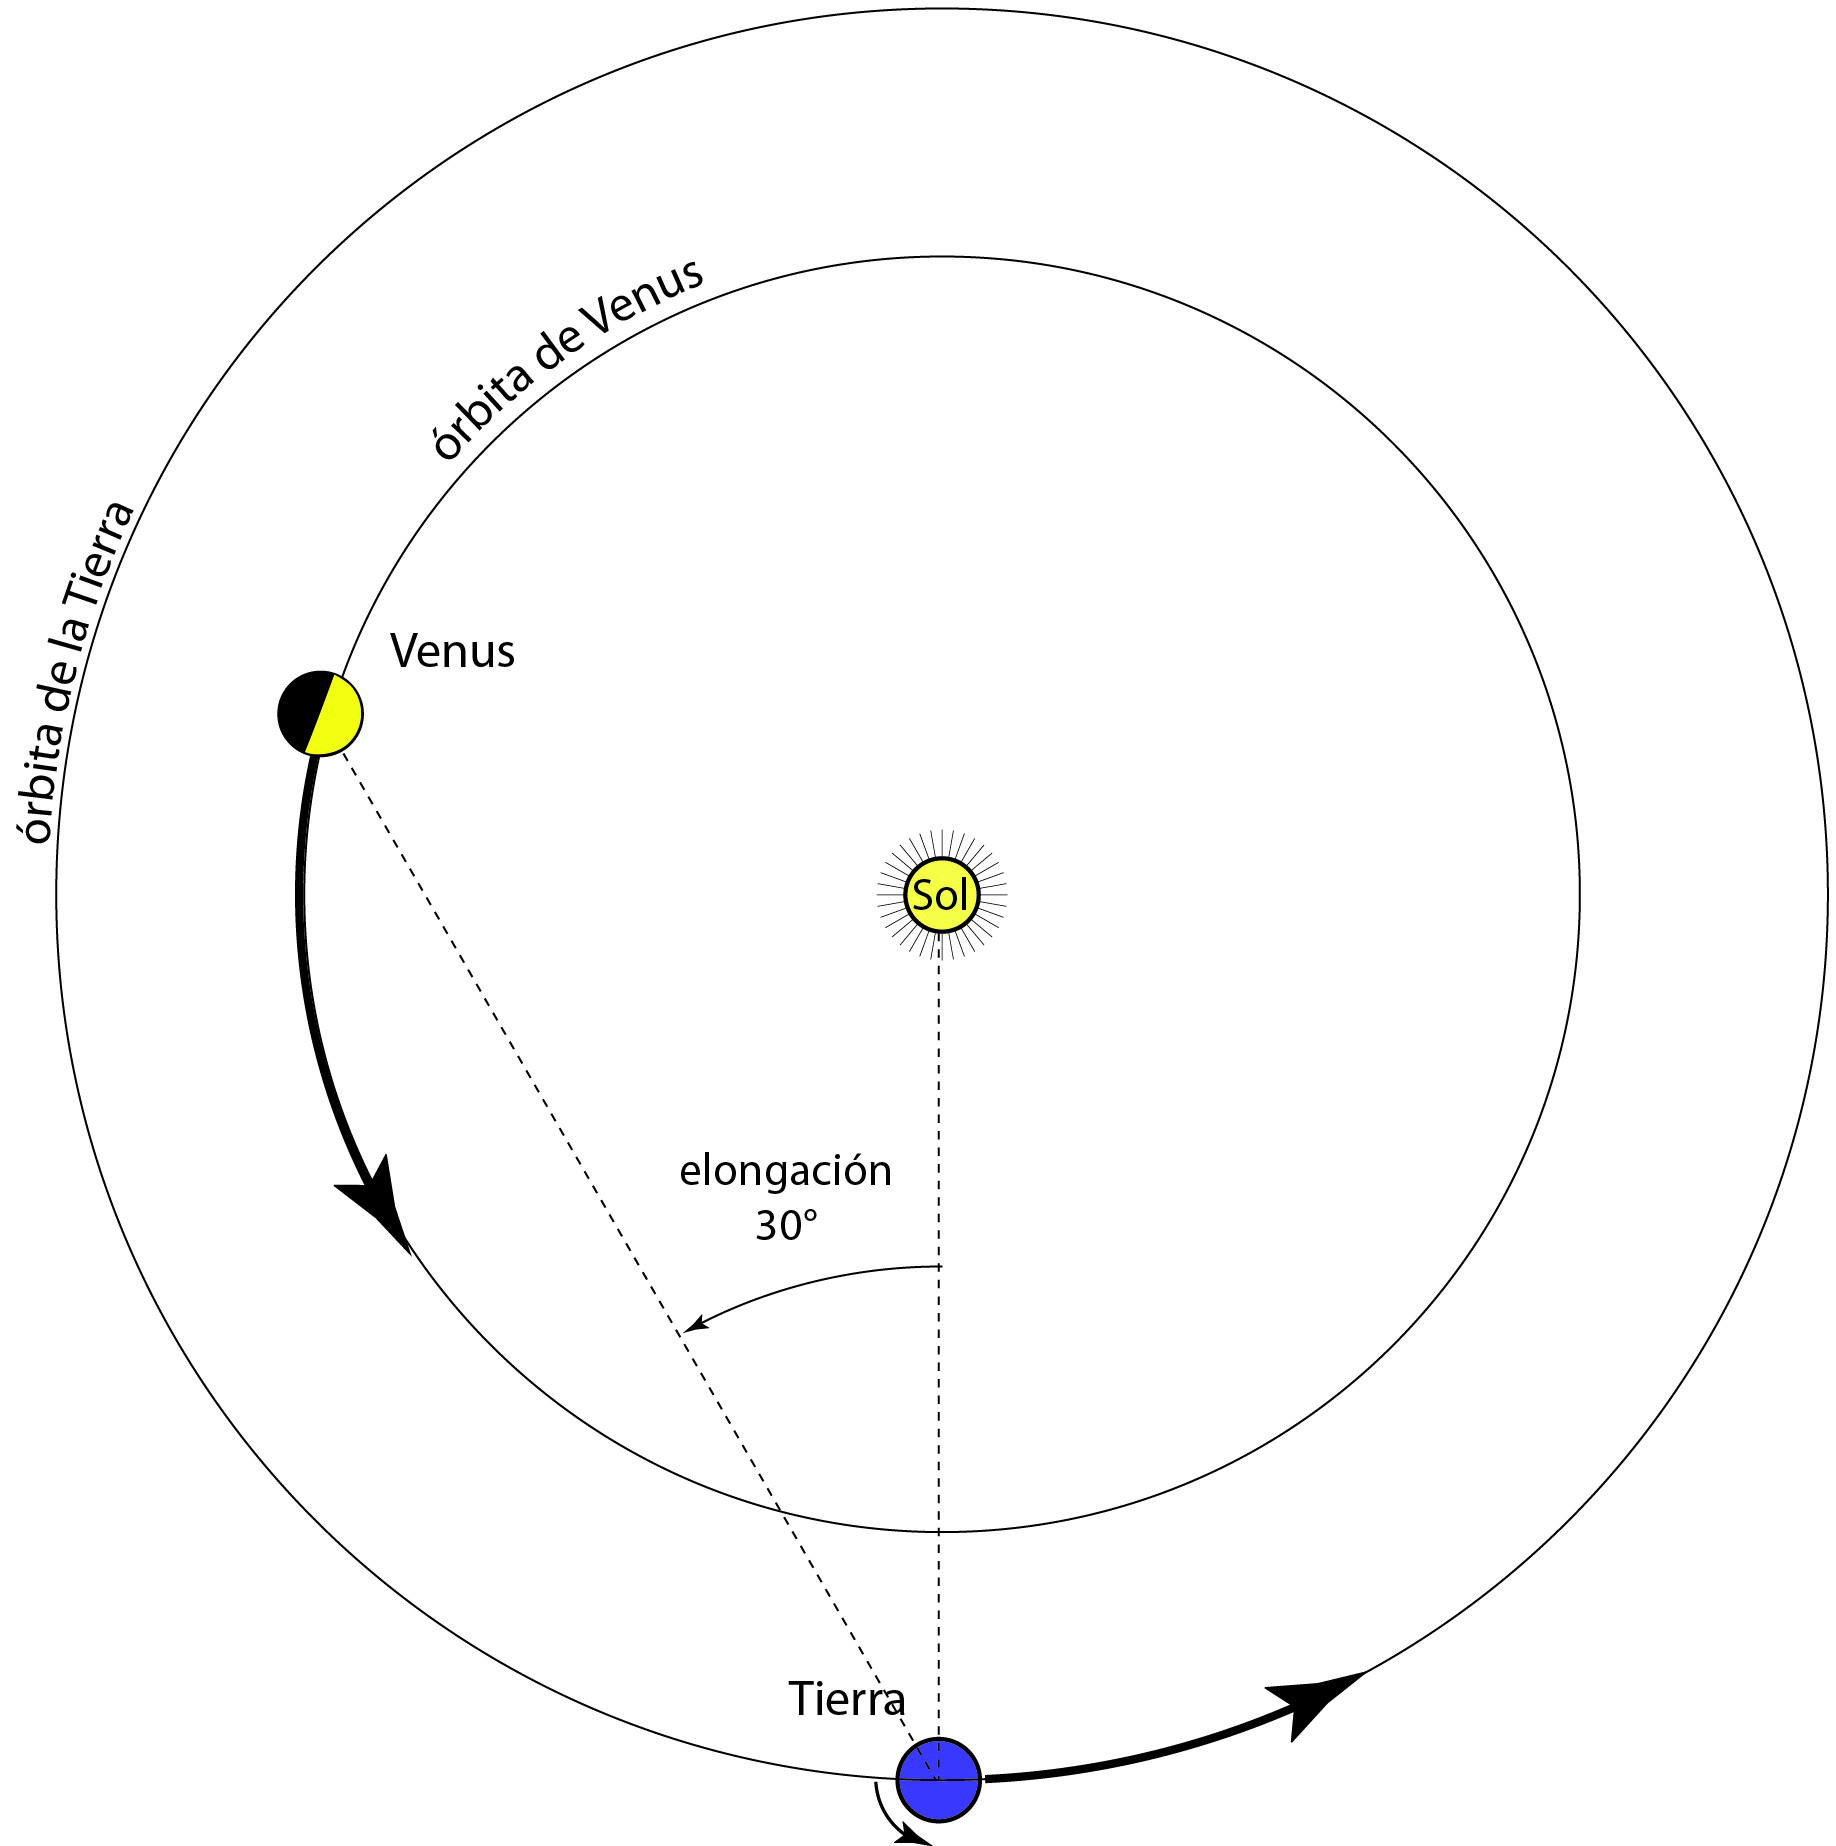 órbita de Venus
órbita de la Tierra
Venus
Sol
elongación
30°
Tierra